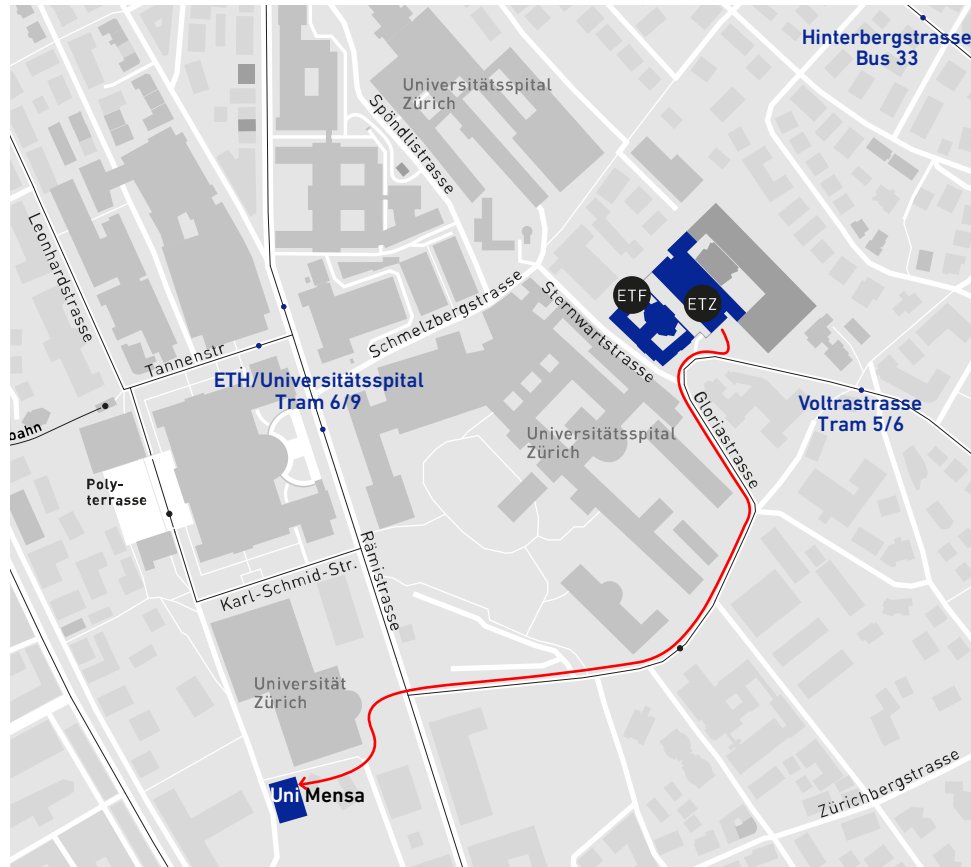 Hinterbergstrasse
Bus 33
Universitätsspital
Zürich
Spöndlistrasse
Leonhardstrasse
ETF
ETZ
Schmelzbergstrasse
Sternwartstrasse
Tannenstr
ETH/Universitätsspital
Tram 6/9
Gloriastrasse
Voltrastrasse
Tram 5/6
bahn
Universitätsspital
Zürich
Poly-
terrasse
Rämistrasse
Karl-Schmid-Str.
Universität
Zürich
Uni Mensa
Zürichbergstrasse